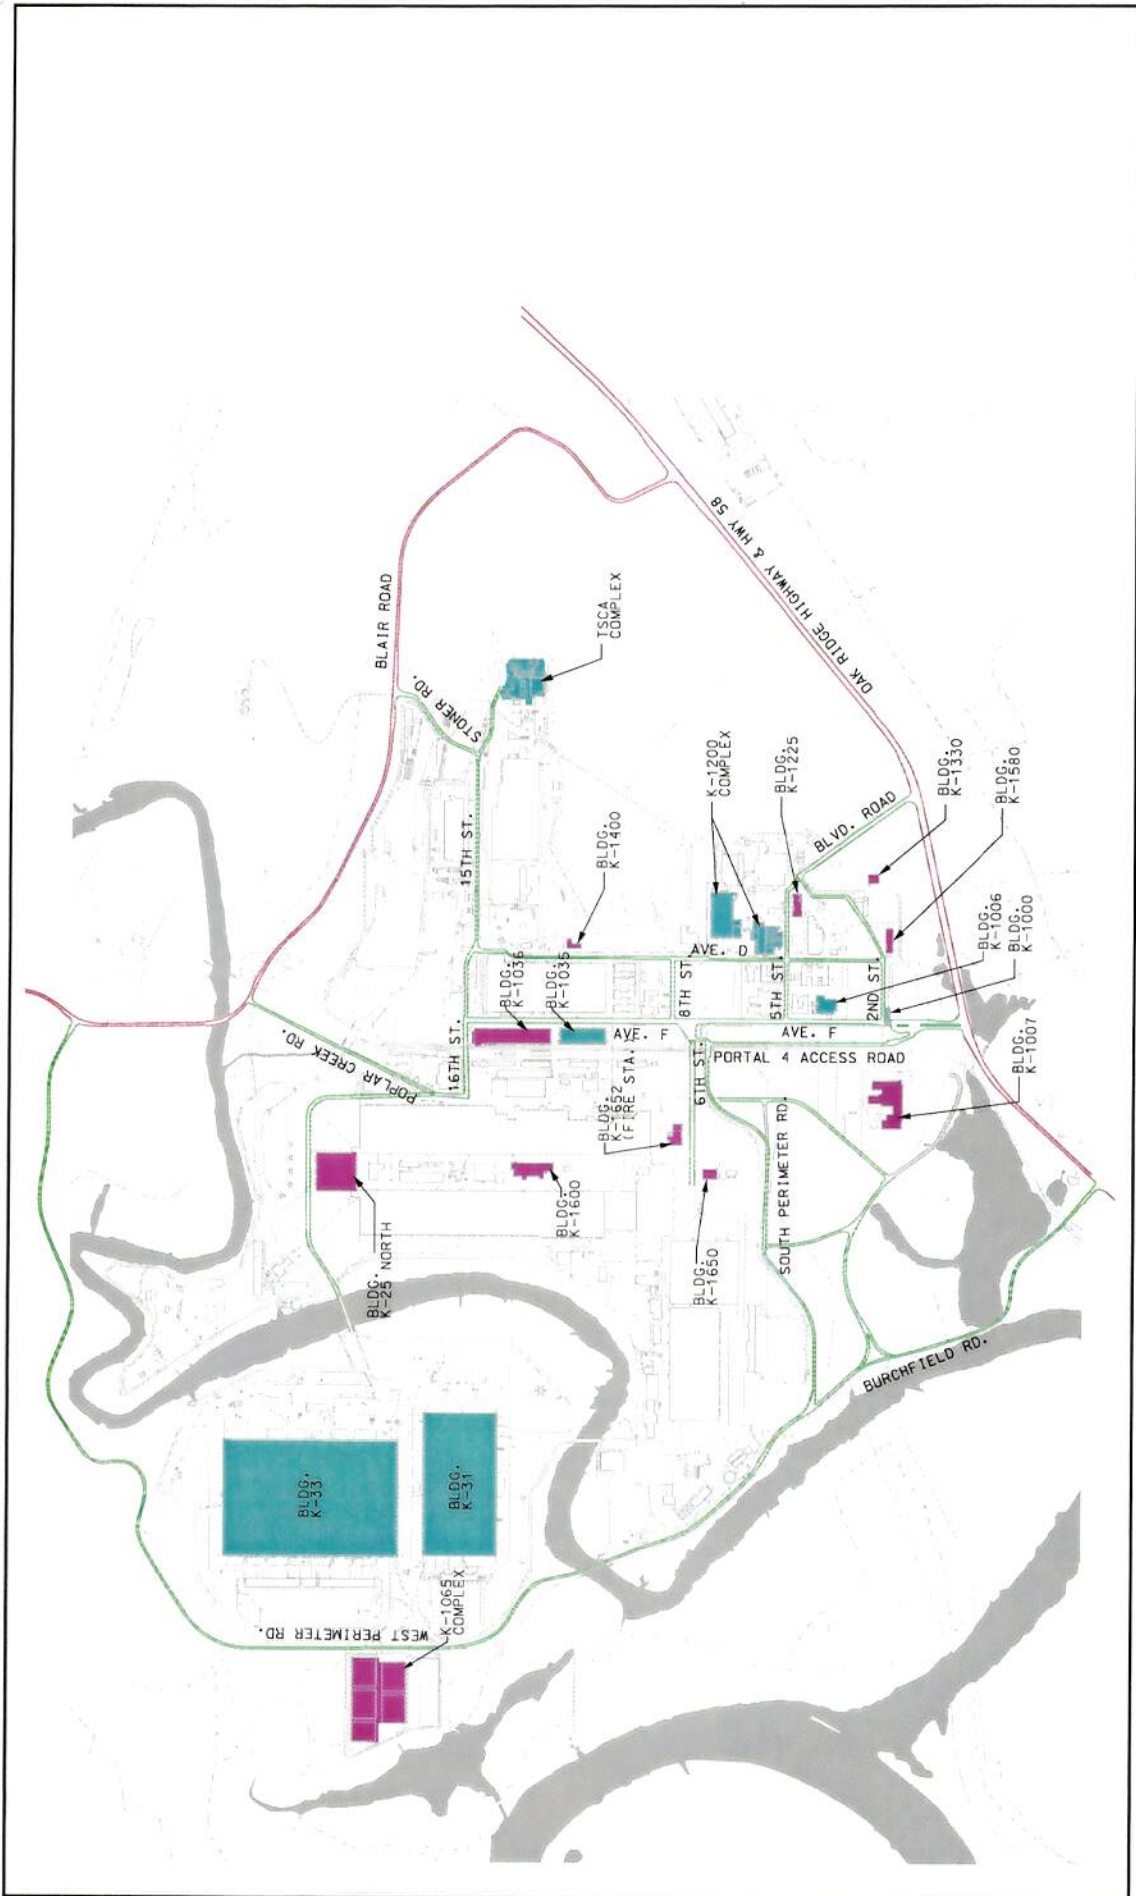 BLAIR ROAD
STONER RD.
TSCA
COMPLEX
OAK RIDGE HIGHWAY & HWY 58
15TH ST.
BLDG.
K-1400
K-1200
COMPLEX
BLDG.
K-1225
BLVD. ROAD
BLDG.
K-1330
BLDG.
K-1580
BLDG.
K-1006
BLDG.
K-1000
AVE. D
8TH ST.
5TH ST.
2ND ST.
BLDG.
K-1036
BLDG.
K-1035
16TH ST.
AVE. F
AVE. F
POPLAR CREEK RD.
PORTAL 4 ACCESS ROAD
6TH ST.
BLDG.
K-1007
BLDG.
K-1652
(FIRE STA.)
SOUTH PERIMETER RD.
BLDG.
K-1600
BLDG.
K-25 NORTH
BLDG.
K-1650
BURCHFIELD RD.
BLDG.
K-33
BLDG.
K-31
WEST PERIMETER RD.
K-1065
COMPLEX